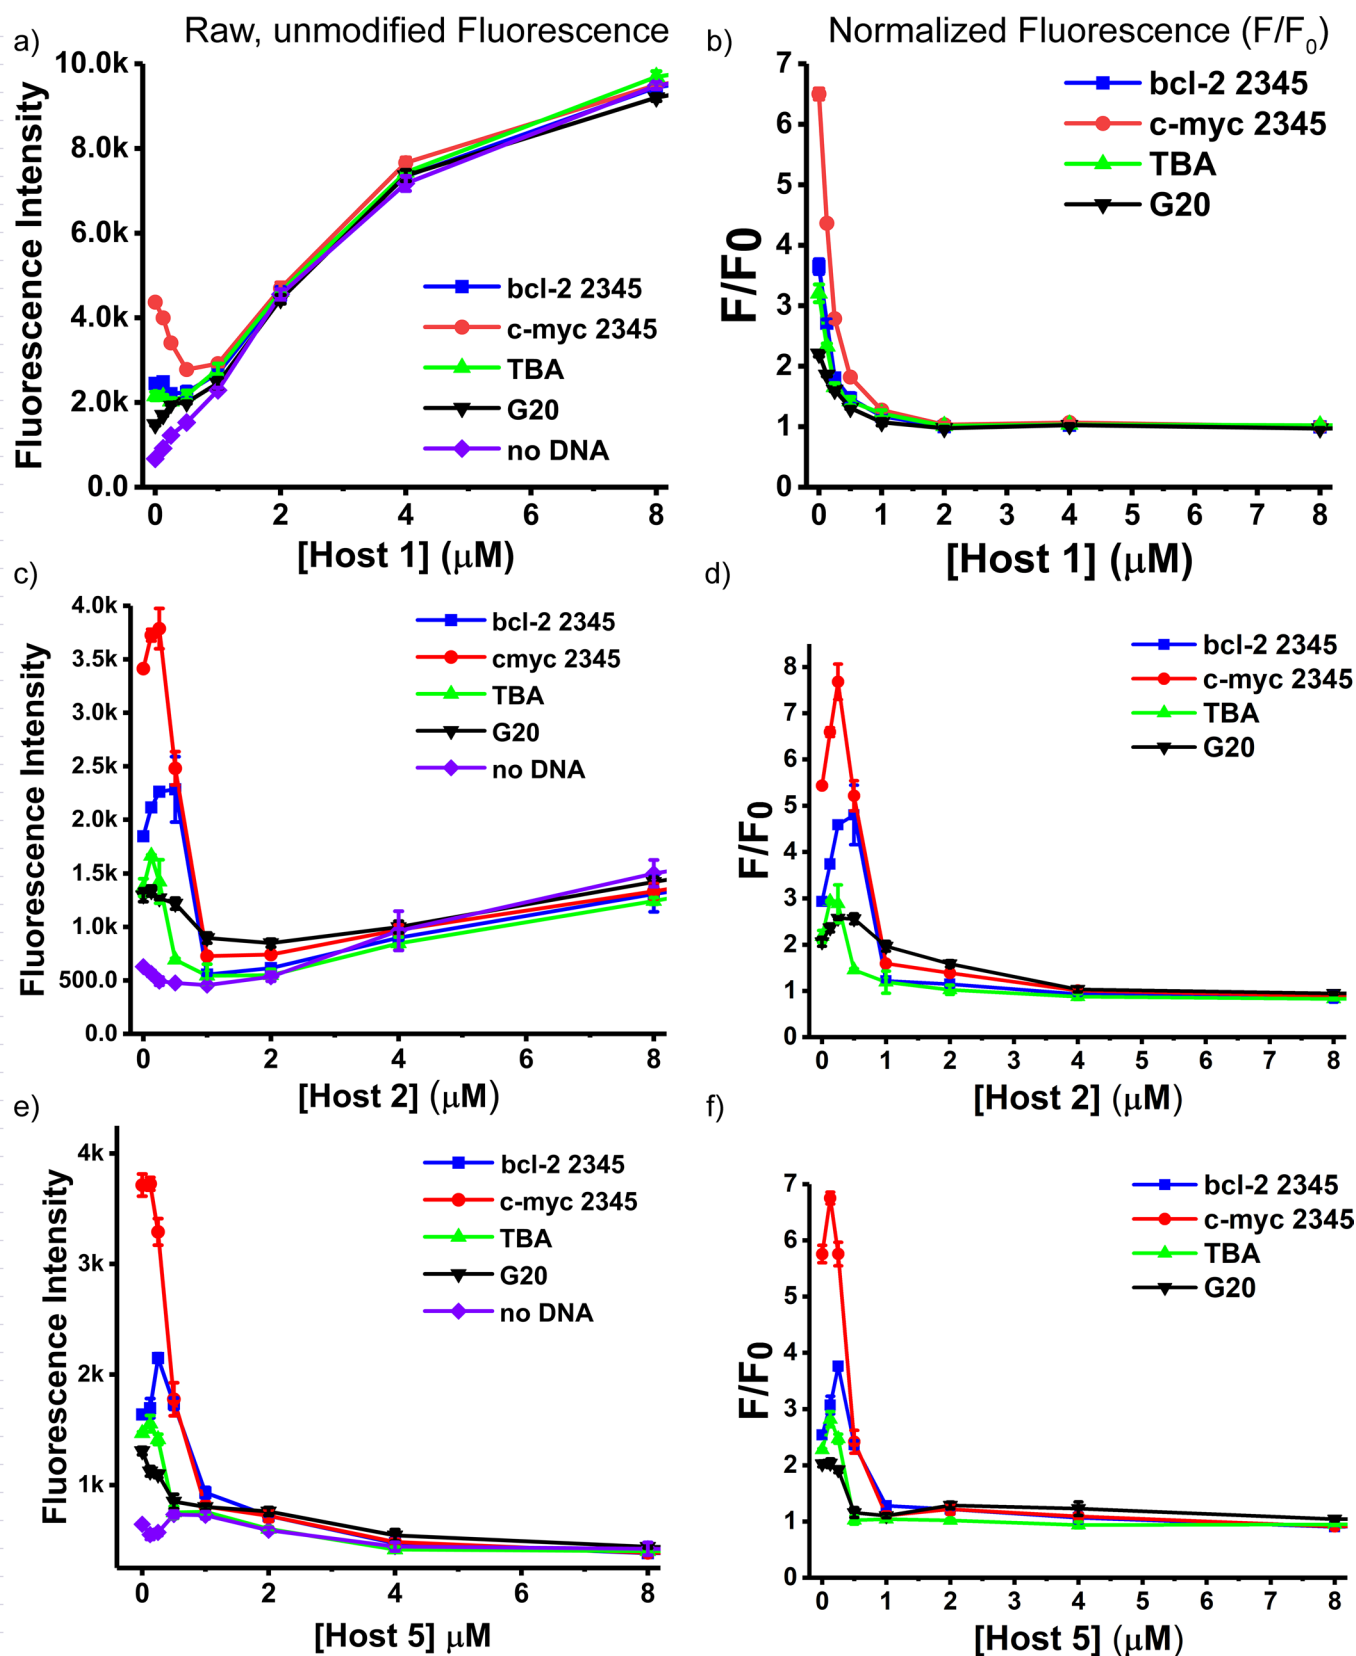 a)
Raw, unmodified Fluorescence
Fluorescence Intensity
10.0k
8.0k
6.0k
4.0k
2.0k
0.0
bcl-2 2345
c-myc 2345
TBA
G20
no DNA
0 2 4 6 8
[Host 1] (μM)
b)
Normalized Fluorescence (F/F0)
F/F0
7
6
5
4
3
2
1
0
bcl-2 2345
c-myc 2345
TBA
G20
0 1 2 3 4 5 6 7 8
[Host 1] (μM)
c)
Fluorescence Intensity
4.0k
3.5k
3.0k
2.5k
2.0k
1.5k
1.0k
500.0
0.0
bcl-2 2345
cmyc 2345
TBA
G20
no DNA
0 2 4 6 8
[Host 2] (μM)
d)
F/F0
8
7
6
5
4
3
2
1
0
bcl-2 2345
c-myc 2345
TBA
G20
0 1 2 3 4 5 6 7 8
[Host 2] (μM)
e)
Fluorescence Intensity
4k
3k
2k
1k
bcl-2 2345
c-myc 2345
TBA
G20
no DNA
0 2 4 6 8
[Host 5] μM
f)
F/F0
7
6
5
4
3
2
1
0
bcl-2 2345
c-myc 2345
TBA
G20
0 1 2 3 4 5 6 7 8
[Host 5] (μM)